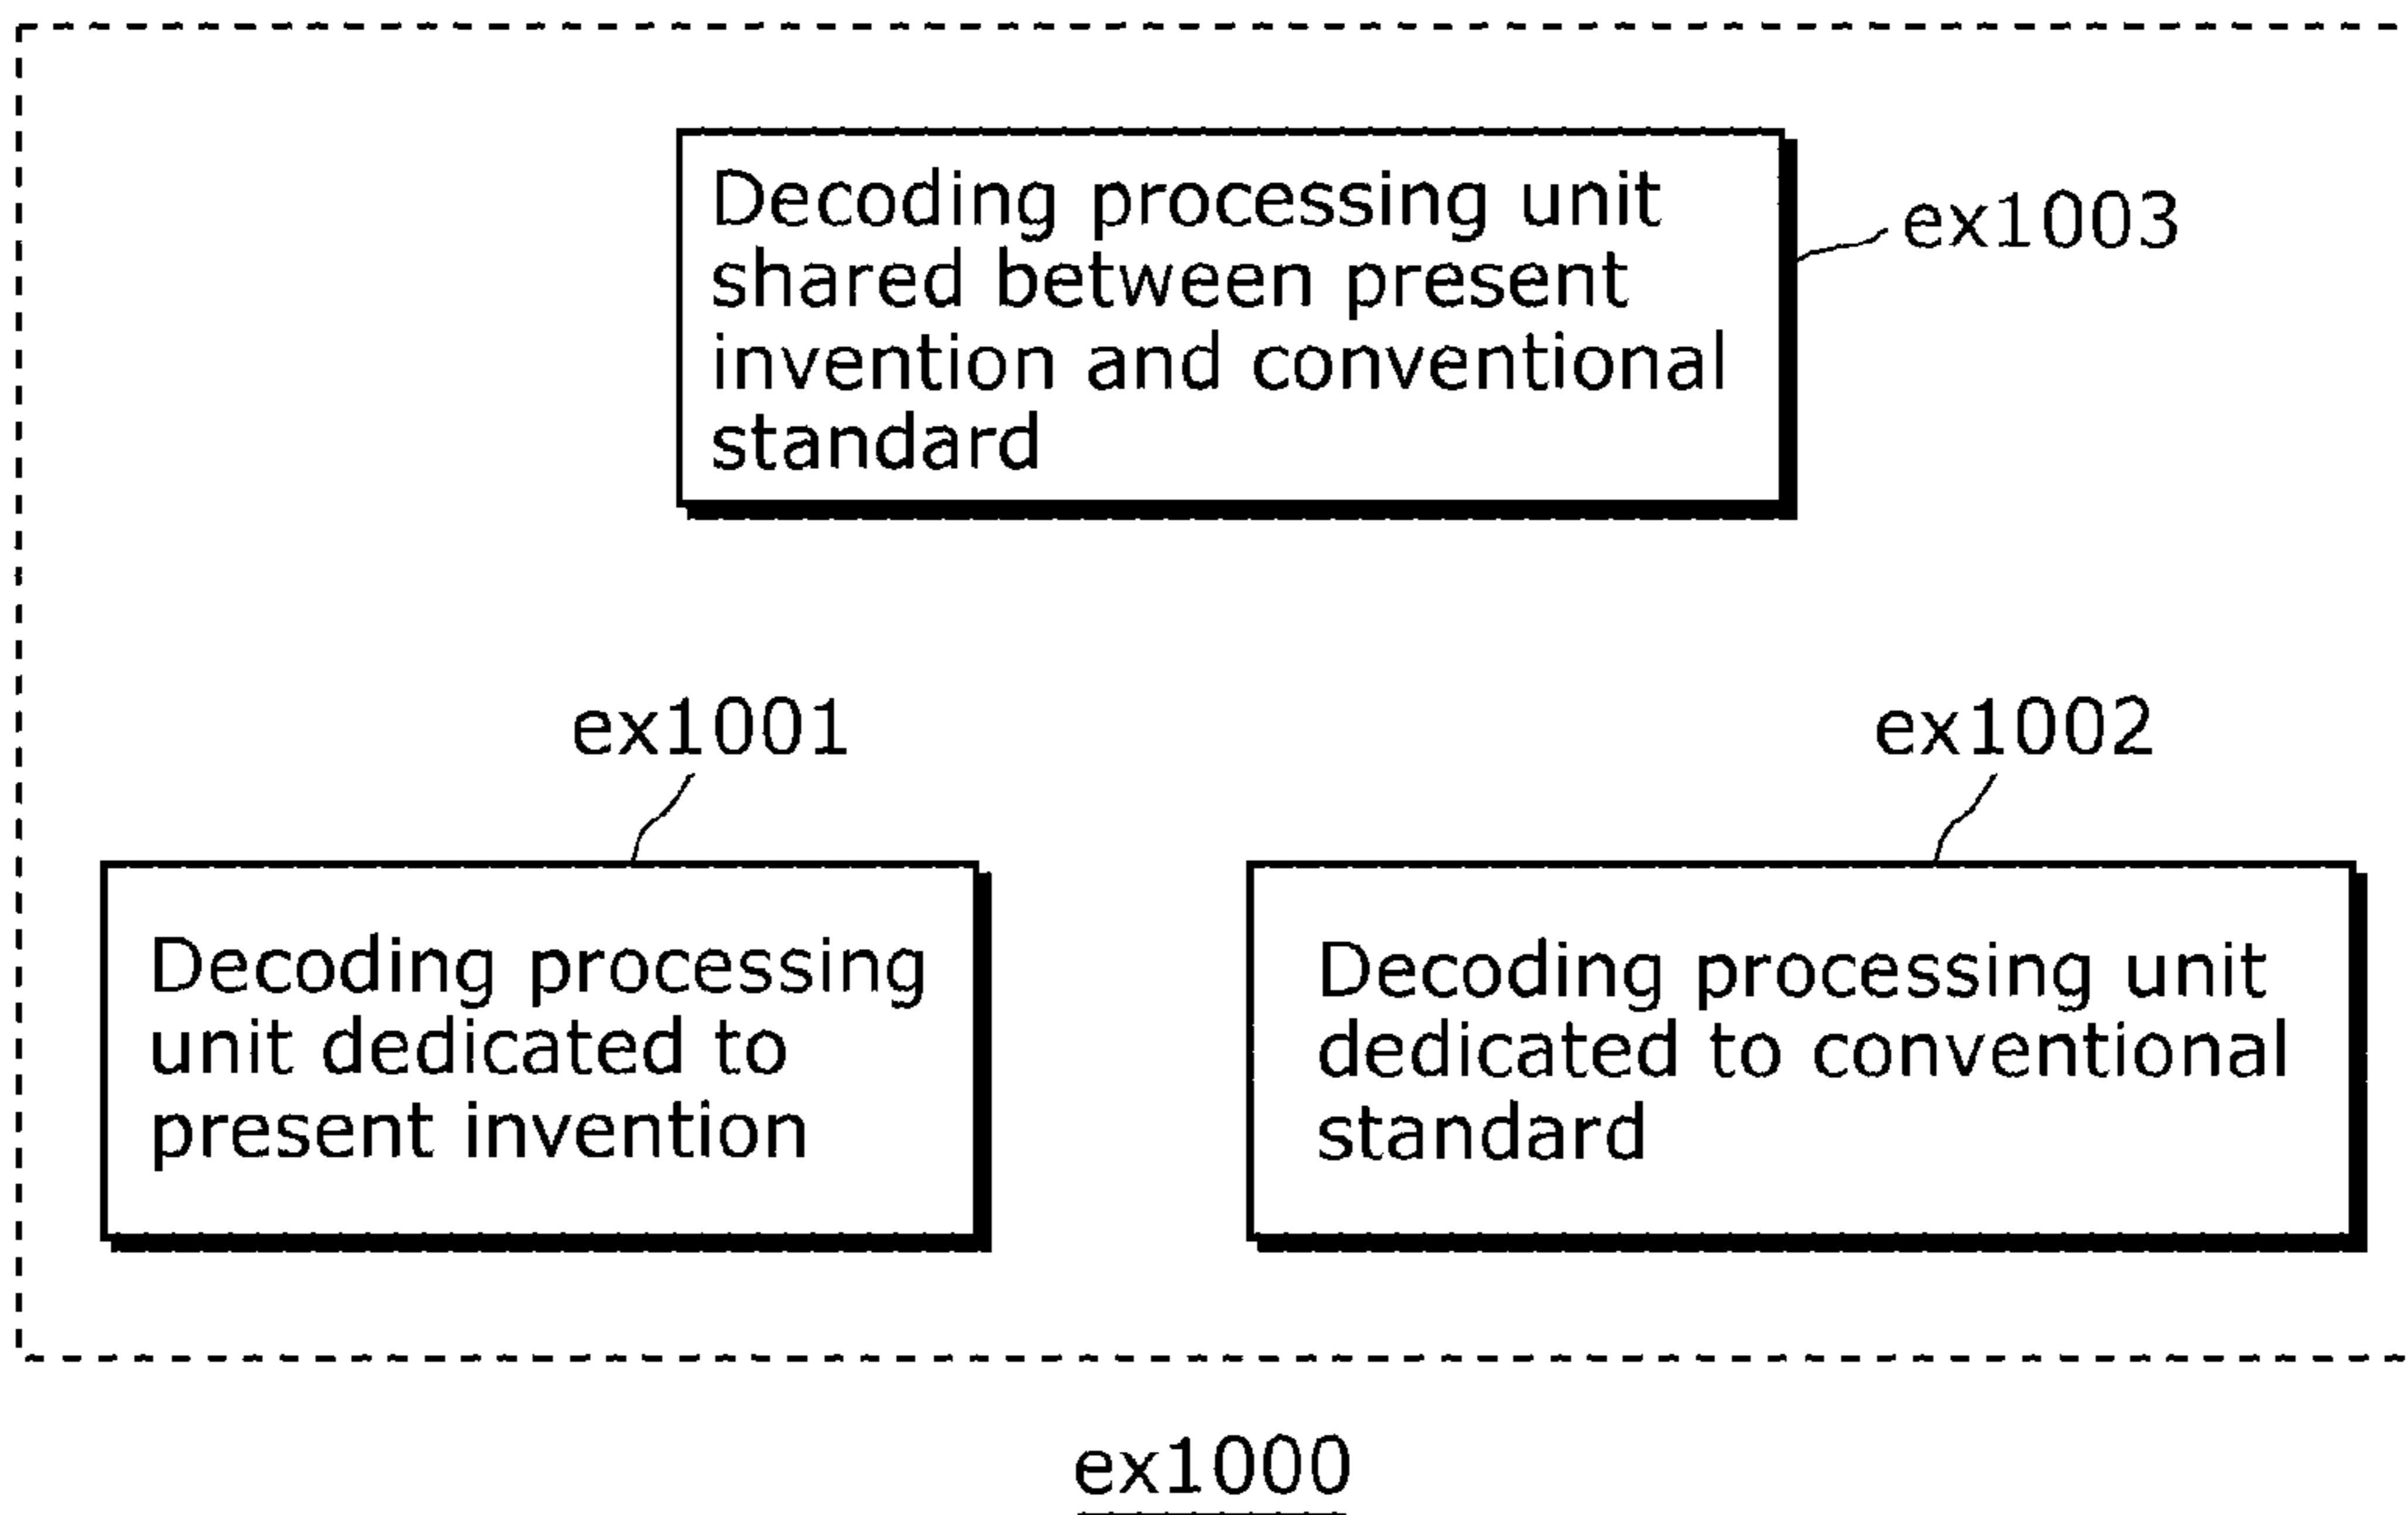 Decoding processing unit
shared between present
invention and conventional
standard
ex1003
ex1001
ex1002
Decoding processing
unit dedicated to
present invention
Decoding processing unit
dedicated to conventional
standard
ex1000